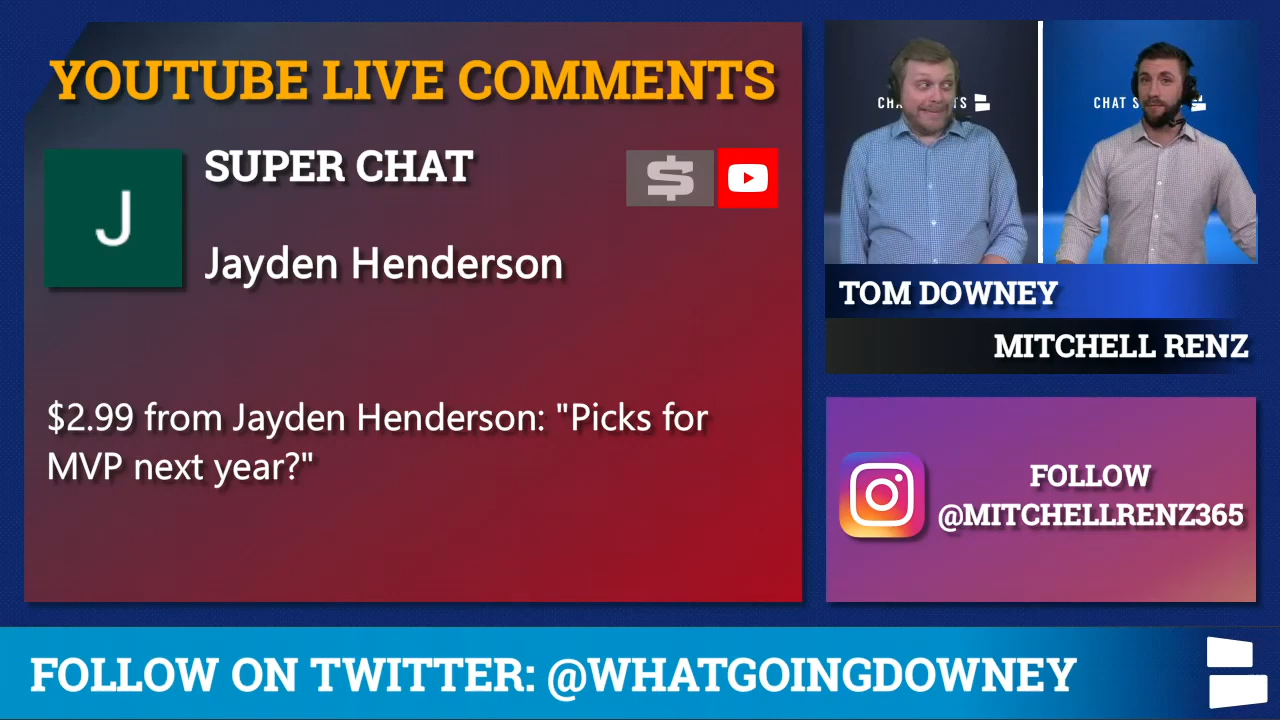 YOUTUBE LIVE COMMENTS
J
SUPER CHAT
$
Jayden Henderson
$2.99 from Jayden Henderson: "Picks for
MVP next year?"
CHAT
TOM DOWNEY
MITCHELL RENZ
FOLLOW
@MITCHELLRENZ365
FOLLOW ON TWITTER: @WHATGOINGDOWNEY